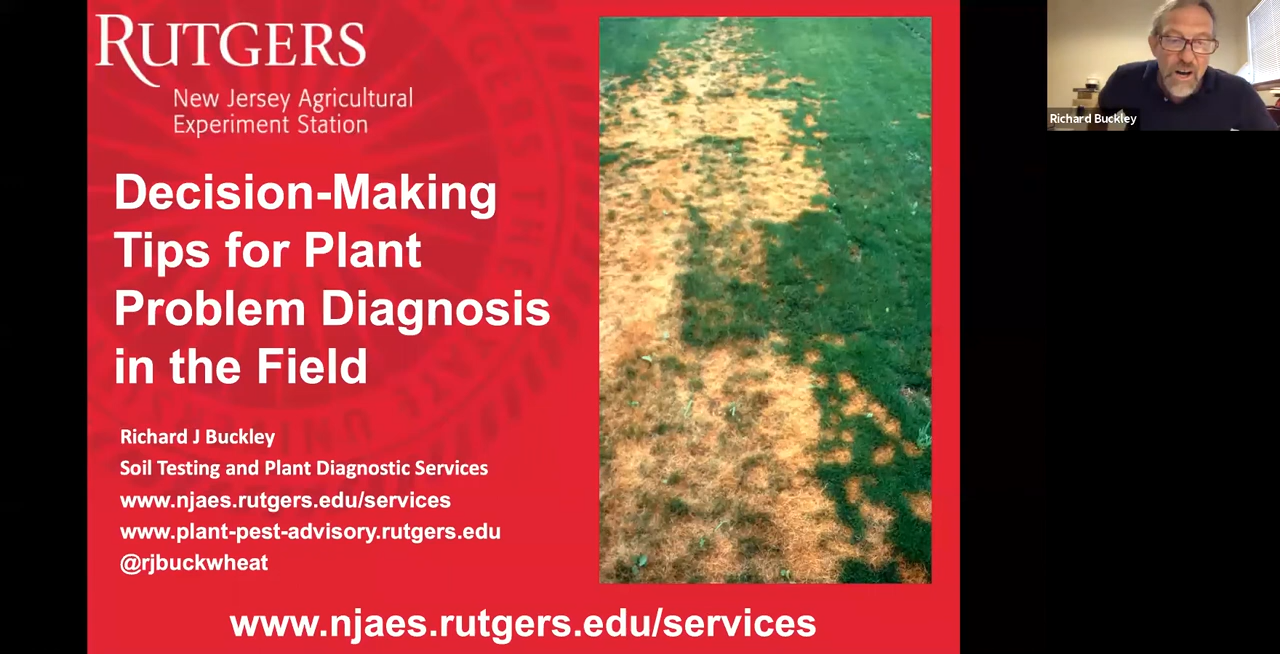 RUTGERS
New Jersey Agricultural
Experiment Station
Decision-Making
Tips for Plant
Problem Diagnosis
in the Field
Richard J Buckley
Soil Testing and Plant Diagnostic Services
www.njaes.rutgers.edu/services
www.plant-pest-advisory.rutgers.edu
@rjbuckwheat
www.njaes.rutgers.edu/services
Richard Buckley